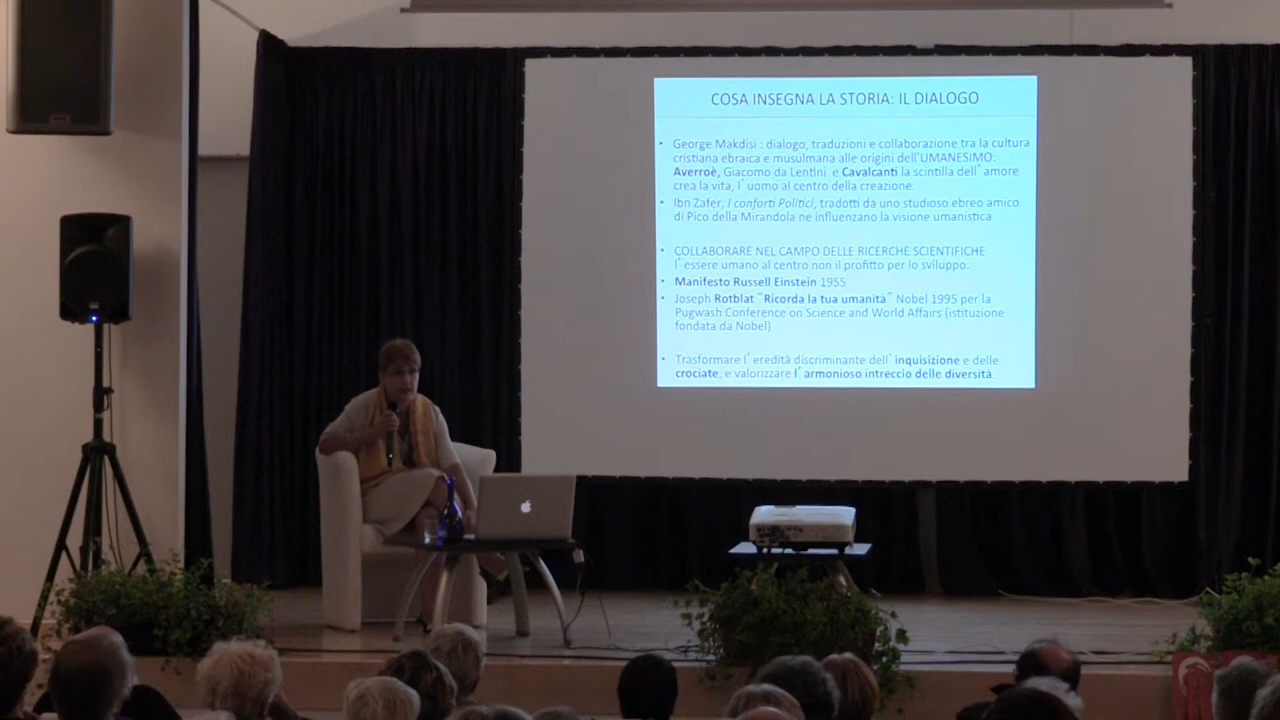 COSA INSEGNA LA STORIA: IL DIALOGO
• George Makdisi : dialogo, traduzioni e collaborazione tra la cultura
cristiana ebraica e musulmana alle origini dell'UMANESIMO:
Averroè, Giacomo da Lentini e Cavalcanti la scintilla dell' amore
crea la vita, l' uomo al centro della creazione.
• Ibn Zafer, I conforti Politici, tradotti da uno studioso ebreo amico
di Pico della Mirandola ne influenzano la visione umanistica
• COLLABORARE NEL CAMPO DELLE RICERCHE SCIENTIFICHE
l' essere umano al centro non il profitto per lo sviluppo:
• Manifesto Russell Einstein 1955
• Joseph Rotblat "Ricorda la tua umanità" Nobel 1995 per la
Pugwash Conference on Science and World Affairs (istituzione
fondata da Nobel)
• Trasformare l' eredità discriminante dell' inquisizione e delle
crociate, e valorizzare l' armonioso intreccio delle diversità.